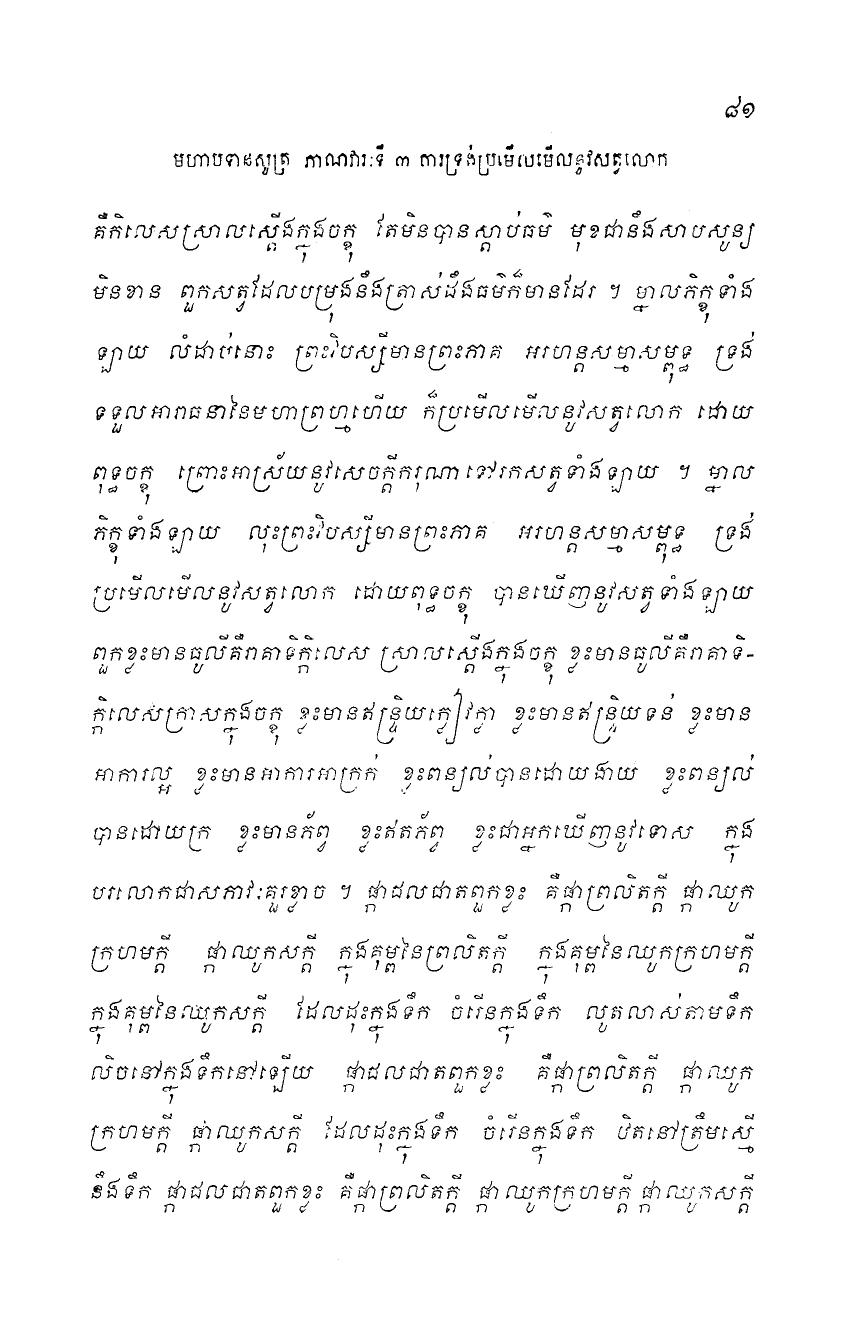 ៨១
មហាបទានសូត្រ ភាណវារៈទី ៣ ការទ្រង់ប្រមើលមើលនូវសត្វលោក
គឺកិលេសស្រាលស្តើងក្នុងចក្ខុ តែមិនបានស្តាប់ធម៌ មុខជានឹងសាបសូន្យ
មិនខាន ពួកសត្វដែលបម្រុងនឹងត្រាស់ដឹងធម៌ក៏មានដែរ ។ ម្នាលភិក្ខុទាំង
ឡាយ លំដាប់នោះ ព្រះវិបស្សីមានព្រះភាគ អរហន្តសម្មាសម្ពុទ្ធ ទ្រង់
ទទួលអារាធនានៃមហាព្រហ្មហើយ ក៏ប្រមើលមើលនូវសត្វលោក ដោយ
ពុទ្ធចក្ខុ ព្រោះអាស្រ័យនូវសេចក្តីករុណាទៅរកសត្វទាំងឡាយ ។ ម្នាល
ភិក្ខុទាំងឡាយ លុះព្រះវិបស្សីមានព្រះភាគ អរហន្តសម្មាសម្ពុទ្ធ ទ្រង់
ប្រមើលមើលនូវសត្វលោក ដោយពុទ្ធចក្ខុ បានឃើញនូវសត្វទាំងឡាយ
ពួកខ្លះមានធូលីគឺរាគាទិក្កិលេស ស្រាលស្តើងក្នុងចក្ខុ ខ្លះមានធូលីគឺរាគាទិ-
ក្កិលេសក្រាសក្នុងចក្ខុ ខ្លះមានឥន្ទ្រិយក្លៀវក្លា ខ្លះមានឥន្ទ្រិយទន់ ខ្លះមាន
អាការល្អ ខ្លះមានអាការអាក្រក់ ខ្លះពន្យល់បានដោយងាយ ខ្លះពន្យល់
បានដោយក្រ ខ្លះមានភ័ព្វ ខ្លះឥតភ័ព្វ ខ្លះជាអ្នកឃើញនូវទោស ក្នុង
បរលោកជាសភាវៈគួរខ្លាច ។ ផ្កាជលជាតពួកខ្លះ គឺផ្កាព្រលិតក្តី ផ្កាឈូក
ក្រហមក្តី ផ្កាឈូកសក្តី ក្នុងគុម្ពនៃព្រលិតក្តី ក្នុងគុម្ពនៃឈូកក្រហមក្តី
ក្នុងគុម្ពនៃឈូកសក្តី ដែលដុះក្នុងទឹក ចំរើនក្នុងទឹក លូតលាស់តាមទឹក
លិចនៅក្នុងទឹកនៅឡើយ ផ្កាជលជាតពួកខ្លះ គឺផ្កាព្រលិតក្តី ផ្កាឈូក
ក្រហមក្តី ផ្កាឈូកសក្តី ដែលដុះក្នុងទឹក ចំរើនក្នុងទឹក ឋិតនៅត្រឹមស្មើ
នឹងទឹក ផ្កាជលជាតពួកខ្លះ គឺផ្កាព្រលិតក្តី ផ្កាឈូកក្រហមក្តី ផ្កាឈូកសក្តី